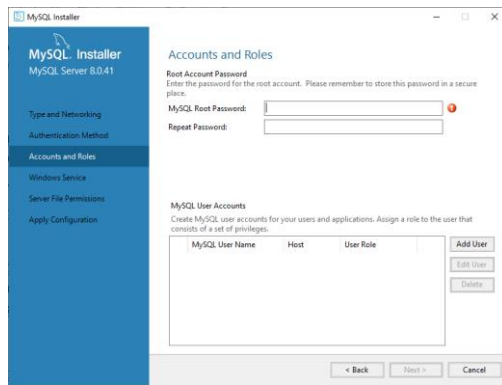 MySQL Installer
MySQL. Installer
MySQL Server 8.0.41
Type and Networking
Authentication Method
Accounts and Roles
Windows Service
Server File Permissions
Apply Configuration
Accounts and Roles
Root Account Password
Enter the password for the root account. Please remember to store this password in a secure
place.
MySQL Root Password:
Repeat Password:
MySQL User Accounts
Create MySQL user accounts for your users and applications. Assign a role to the user that
consists of a set of privileges.
MySQL User Name Host User Role
Add User
Edit User
Delete
< Back Next > Cancel